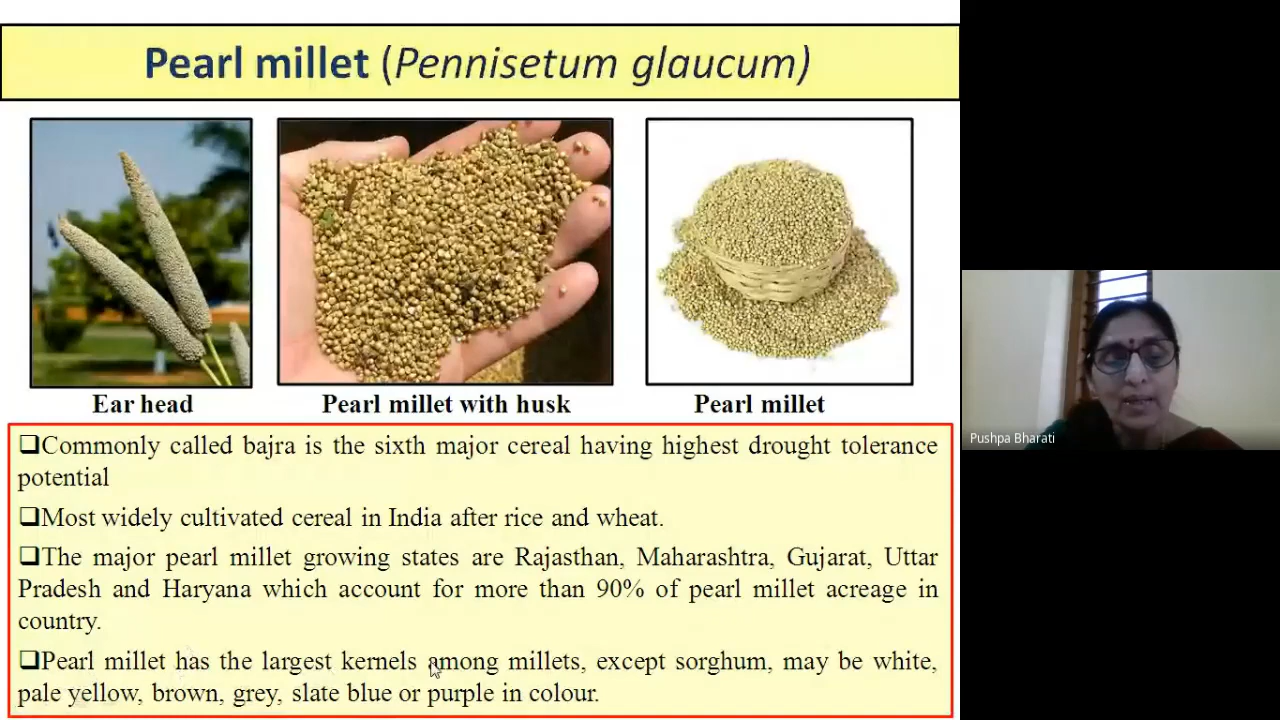 Pearl millet (Pennisetum glaucum)
Ear head
Pearl millet with husk
Pearl millet
❑Commonly called bajra is the sixth major cereal having highest drought tolerance
potential
❑Most widely cultivated cereal in India after rice and wheat.
❑The major pearl millet growing states are Rajasthan, Maharashtra, Gujarat, Uttar
Pradesh and Haryana which account for more than 90% of pearl millet acreage in
country.
❑Pearl millet has the largest kernels among millets, except sorghum, may be white,
pale yellow, brown, grey, slate blue or purple in colour.
Pushpa Bharati